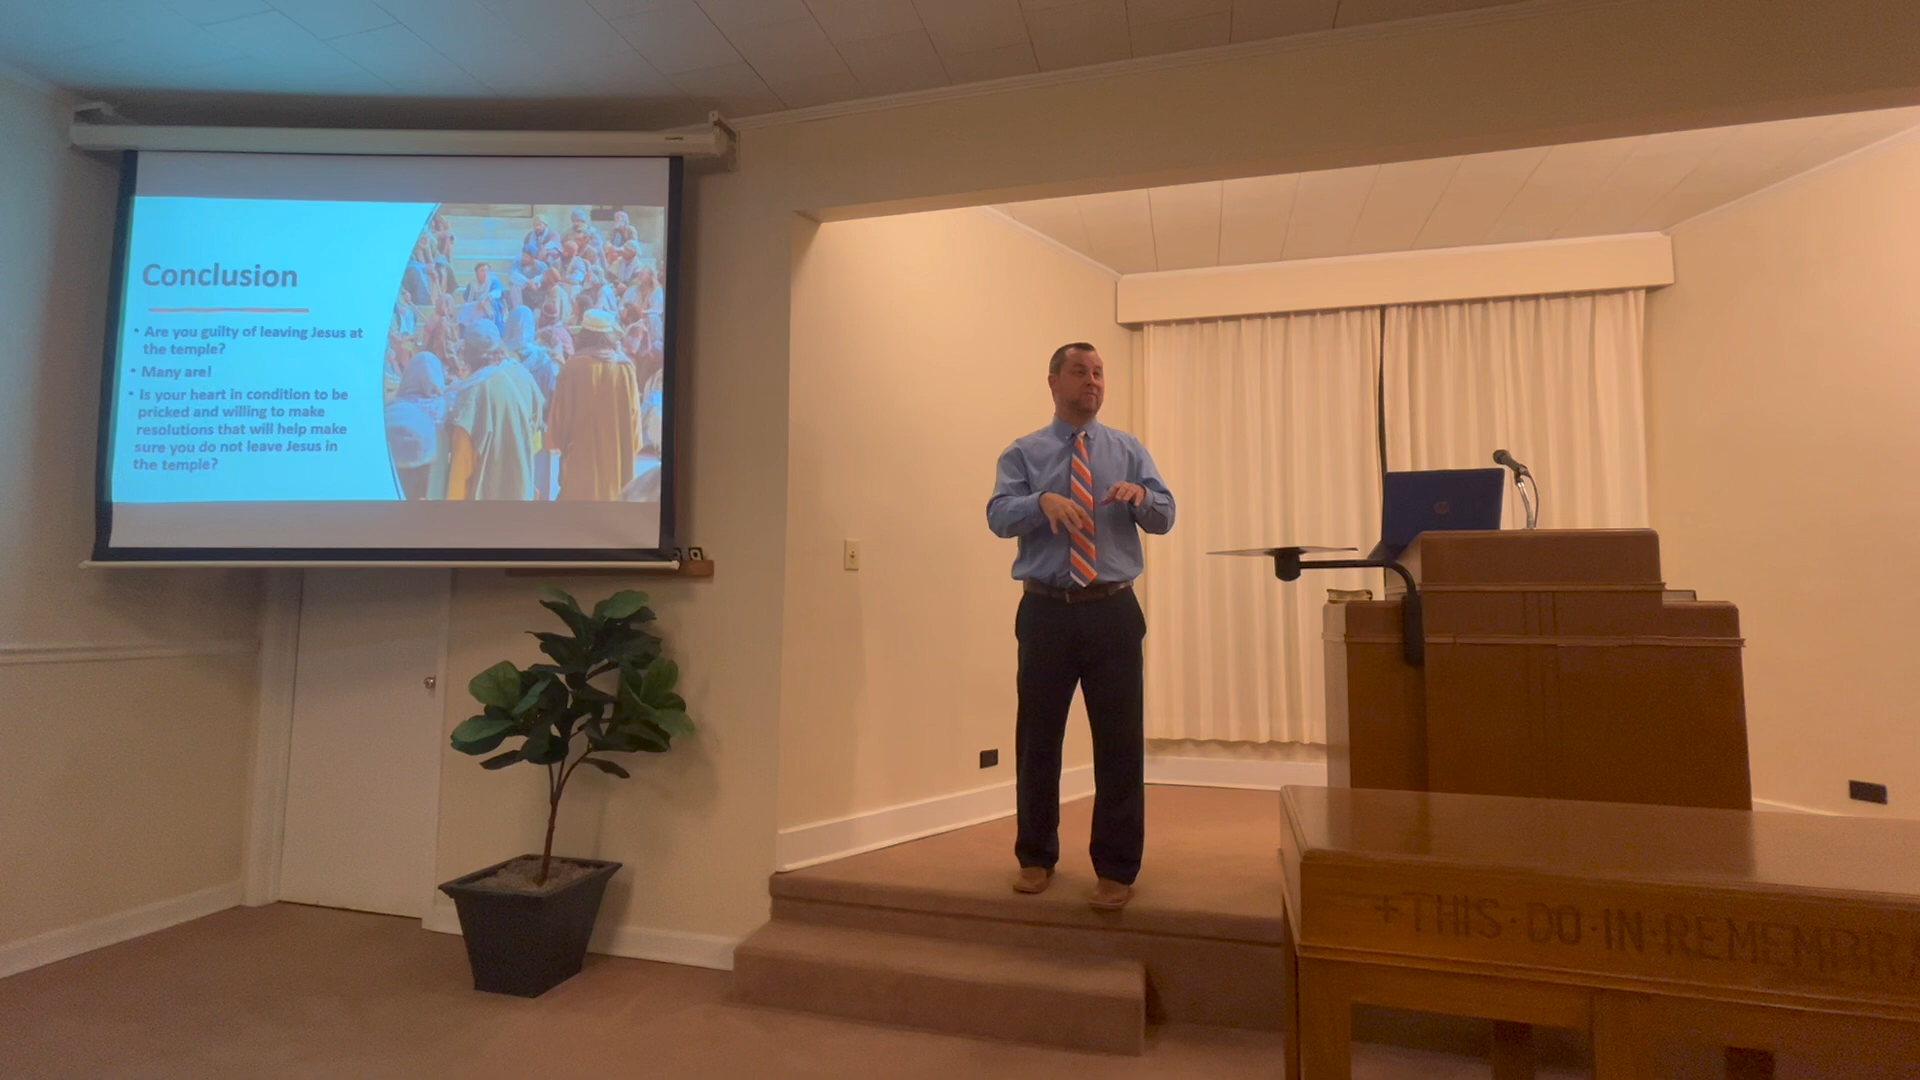 Conclusion
• Are you guilty of leaving Jesus at
the temple?
• Many are!
• Is your heart in condition to be
pricked and willing to make
resolutions that will help make
sure you do not leave Jesus in
the temple?
+THIS·DO·IN·REMEMBRA